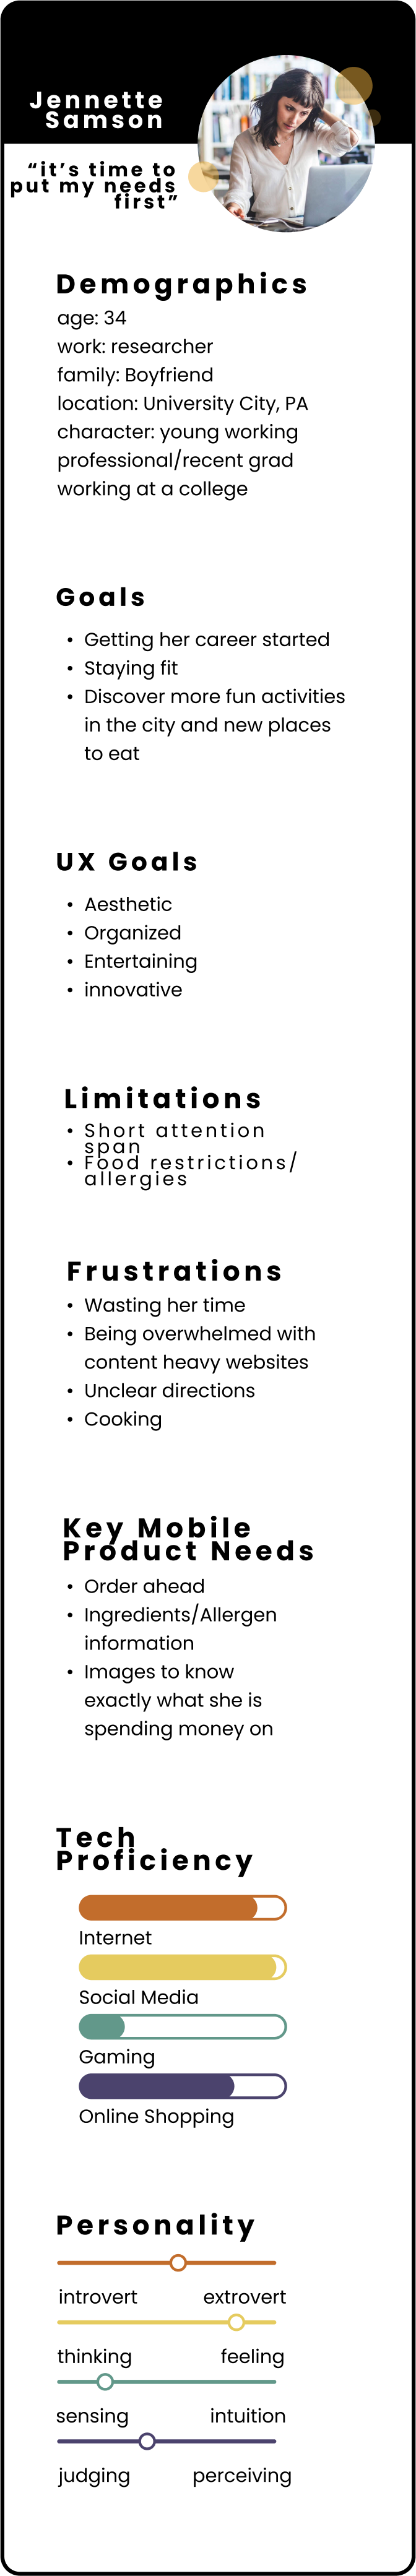 Jennette
Samson
“it’s time to
put my needs
first”
Demographics
age: 34
work: researcher
family: Boyfriend
location: University City, PA
character: young working
professional/recent grad
working at a college
Goals
• Getting her career started
• Staying fit
• Discover more fun activities
in the city and new places
to eat
UX Goals
• Aesthetic
• Organized
• Entertaining
• innovative
Limitations
• Short attention
span
• Food restrictions/
allergies
Frustrations
• Wasting her time
• Being overwhelmed with
content heavy websites
• Unclear directions
• Cooking
Key Mobile
Product Needs
• Order ahead
• Ingredients/Allergen
information
• Images to know
exactly what she is
spending money on
Tech
Proficiency
Internet
Social Media
Gaming
Online Shopping
Personality
introvert extrovert
thinking feeling
sensing intuition
judging perceiving